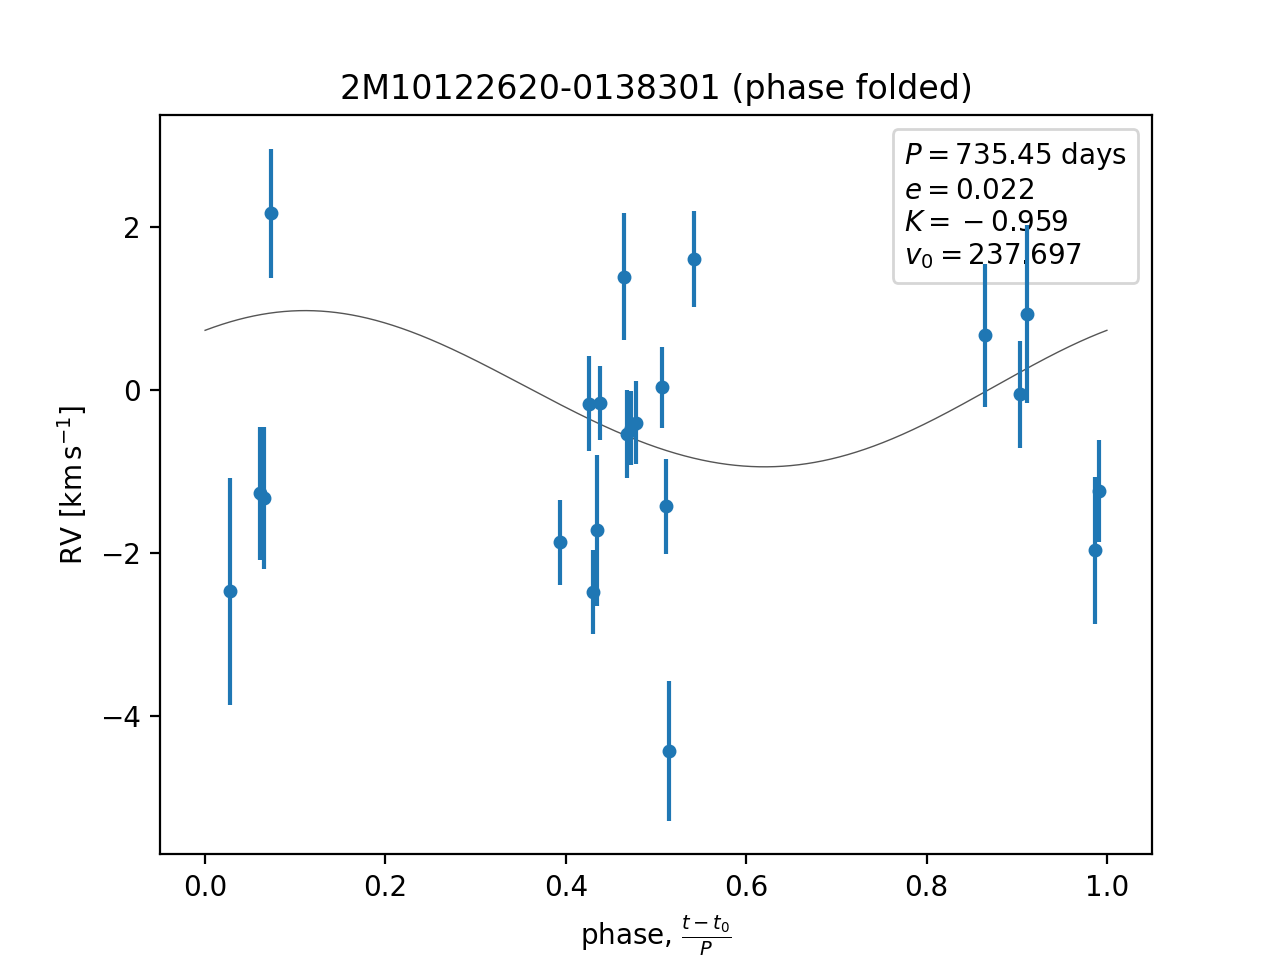 2M10122620-0138301 (phase folded)
P = 735.45 days
e = 0.022
K = −0.959
v₀ = 237.697
RV [km s⁻¹]
2
0
−2
−4
0.0 0.2 0.4 0.6 0.8 1.0
phase, (t − t₀)/P